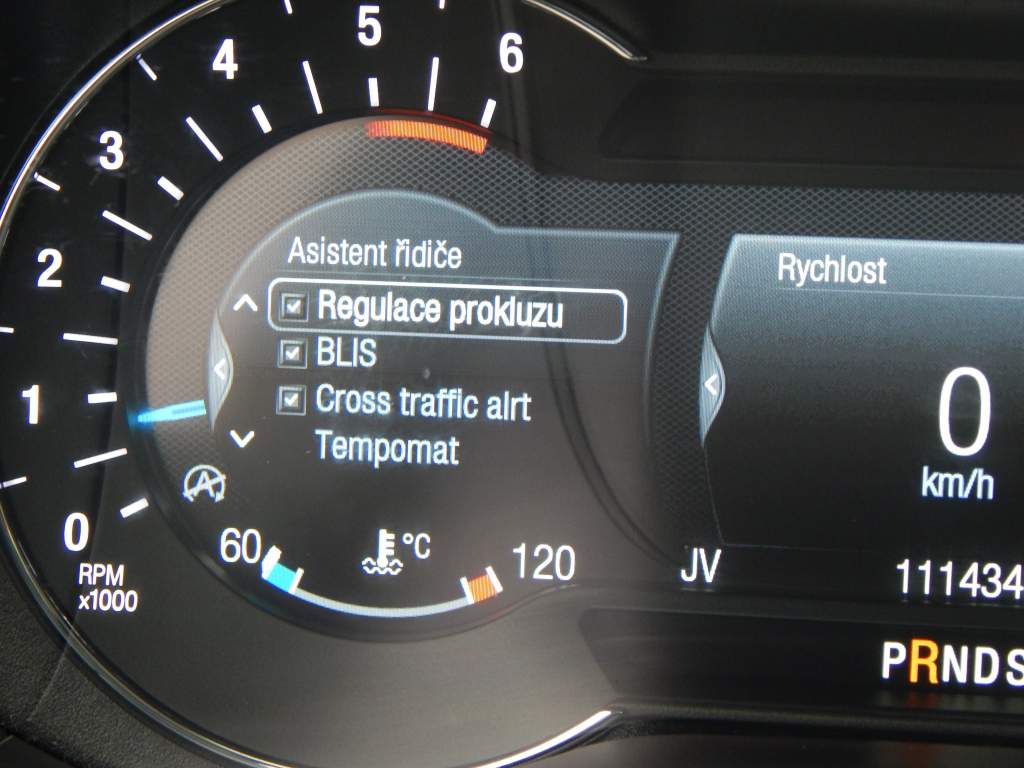 6
5
4
3
2
1
0
RPM
x1000
Asistent řidiče
Regulace prokluzu
BLIS
Cross traffic alrt
Tempomat
A
60
°C
120
Rychlost
0
km/h
JV
111434
PRNDS